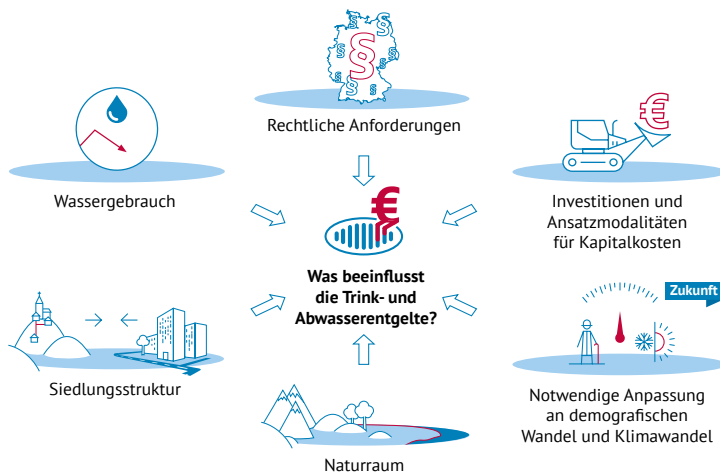 Rechtliche Anforderungen
Wassergebrauch
Investitionen und
Ansatzmodalitäten
für Kapitalkosten
Was beeinflusst
die Trink- und
Abwasserentgelte?
Zukunft
Siedlungsstruktur
Notwendige Anpassung
an demografischen
Wandel und Klimawandel
Naturraum